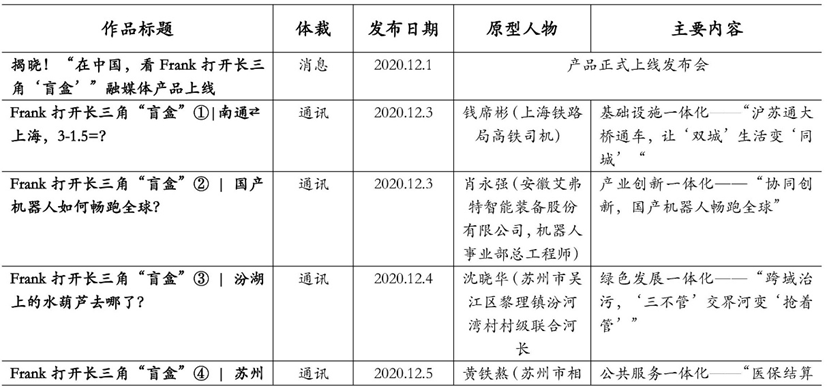 作品标题 体裁 发布日期 原型人物 主要内容
揭晓！“在中国，看 Frank 打开长三 消息 2020.12.1 产品正式上线发布会
角‘盲盒’”融媒体产品上线
Frank 打开长三角“盲盒”①|南通⇄ 通讯 2020.12.3 钱席彬(上海铁路 基础设施一体化——“沪苏通大
上海，3-1.5=? 局高铁司机) 桥通车，让‘双城’生活变‘同
城’“
Frank 打开长三角“盲盒”② | 国产 通讯 2020.12.3 肖永强(安徽艾弗 产业创新一体化——“协同创
机器人如何畅跑全球? 特智能装备股份 新，国产机器人畅跑全球”
有限公司,机器人
事业部总工程师)
Frank 打开长三角“盲盒”③ | 汾湖 通讯 2020.12.4 沈晓华(苏州市吴 绿色发展一体化——“跨域治
上的水葫芦去哪了? 江区黎理镇汾河 污，‘三不管’交界河变‘抢着
湾村村级联合河 管’”
长
Frank 打开长三角“盲盒”④ | 苏州 通讯 2020.12.5 黄铁熬(苏州市相 公共服务一体化——“医保结算